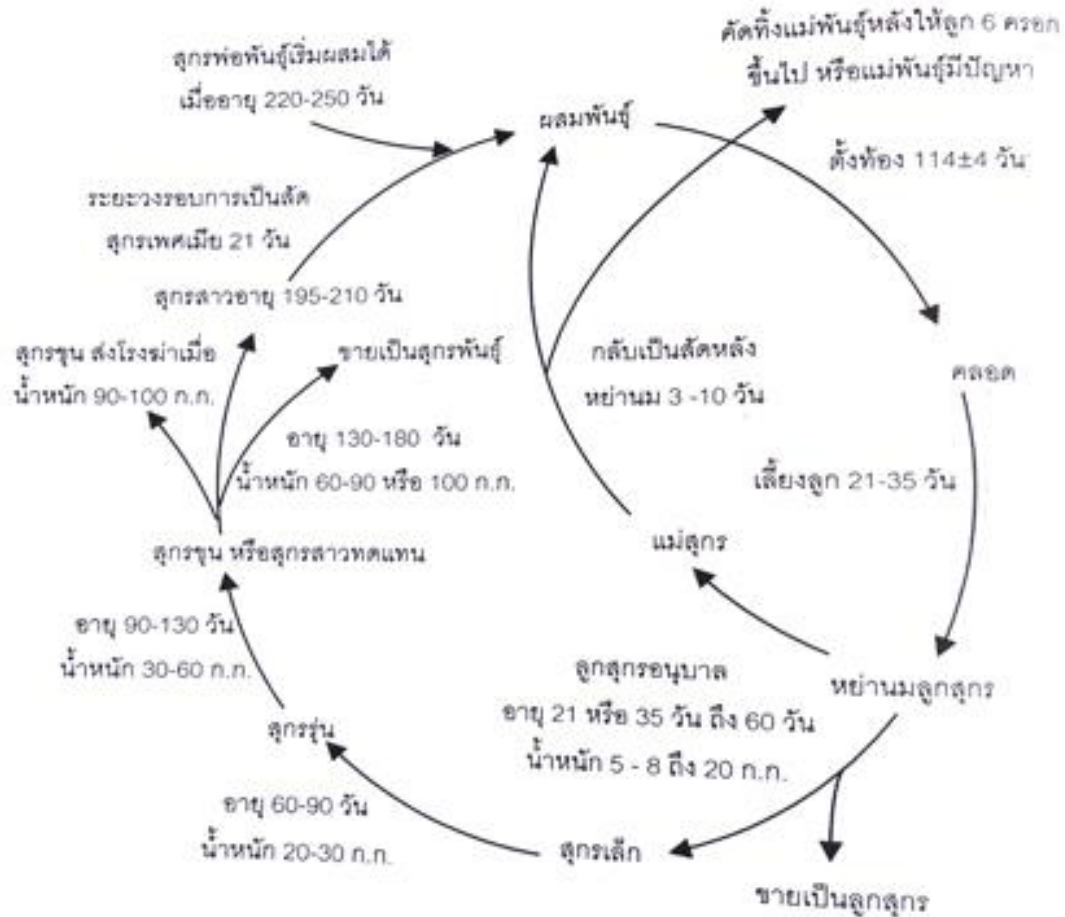 คัดทิ้งแม่พันธุ์หลังให้ลูก 6 ครอก
ขึ้นไป หรือแม่พันธุ์มีปัญหา
สุกรพ่อพันธุ์เริ่มผสมได้
เมื่ออายุ 220-250 วัน
ผสมพันธุ์
ตั้งท้อง 114±4 วัน
ระยะวงรอบการเป็นสัด
สุกรเพศเมีย 21 วัน
สุกรสาวอายุ 195-210 วัน
สุกรขุน ส่งโรงฆ่าเมื่อ
น้ำหนัก 90-100 ก.ก.
ขายเป็นสุกรพันธุ์
กลับเป็นสัดหลัง
หย่านม 3 -10 วัน
คลอด
อายุ 130-180 วัน
น้ำหนัก 60-90 หรือ 100 ก.ก.
เลี้ยงลูก 21-35 วัน
แม่สุกร
สุกรขุน หรือสุกรสาวทดแทน
อายุ 90-130 วัน
น้ำหนัก 30-60 ก.ก.
ลูกสุกรอนุบาล
อายุ 21 หรือ 35 วัน ถึง 60 วัน
น้ำหนัก 5 - 8 ถึง 20 ก.ก.
หย่านมลูกสุกร
สุกรรุ่น
อายุ 60-90 วัน
น้ำหนัก 20-30 ก.ก.
สุกรเล็ก
ขายเป็นลูกสุกร